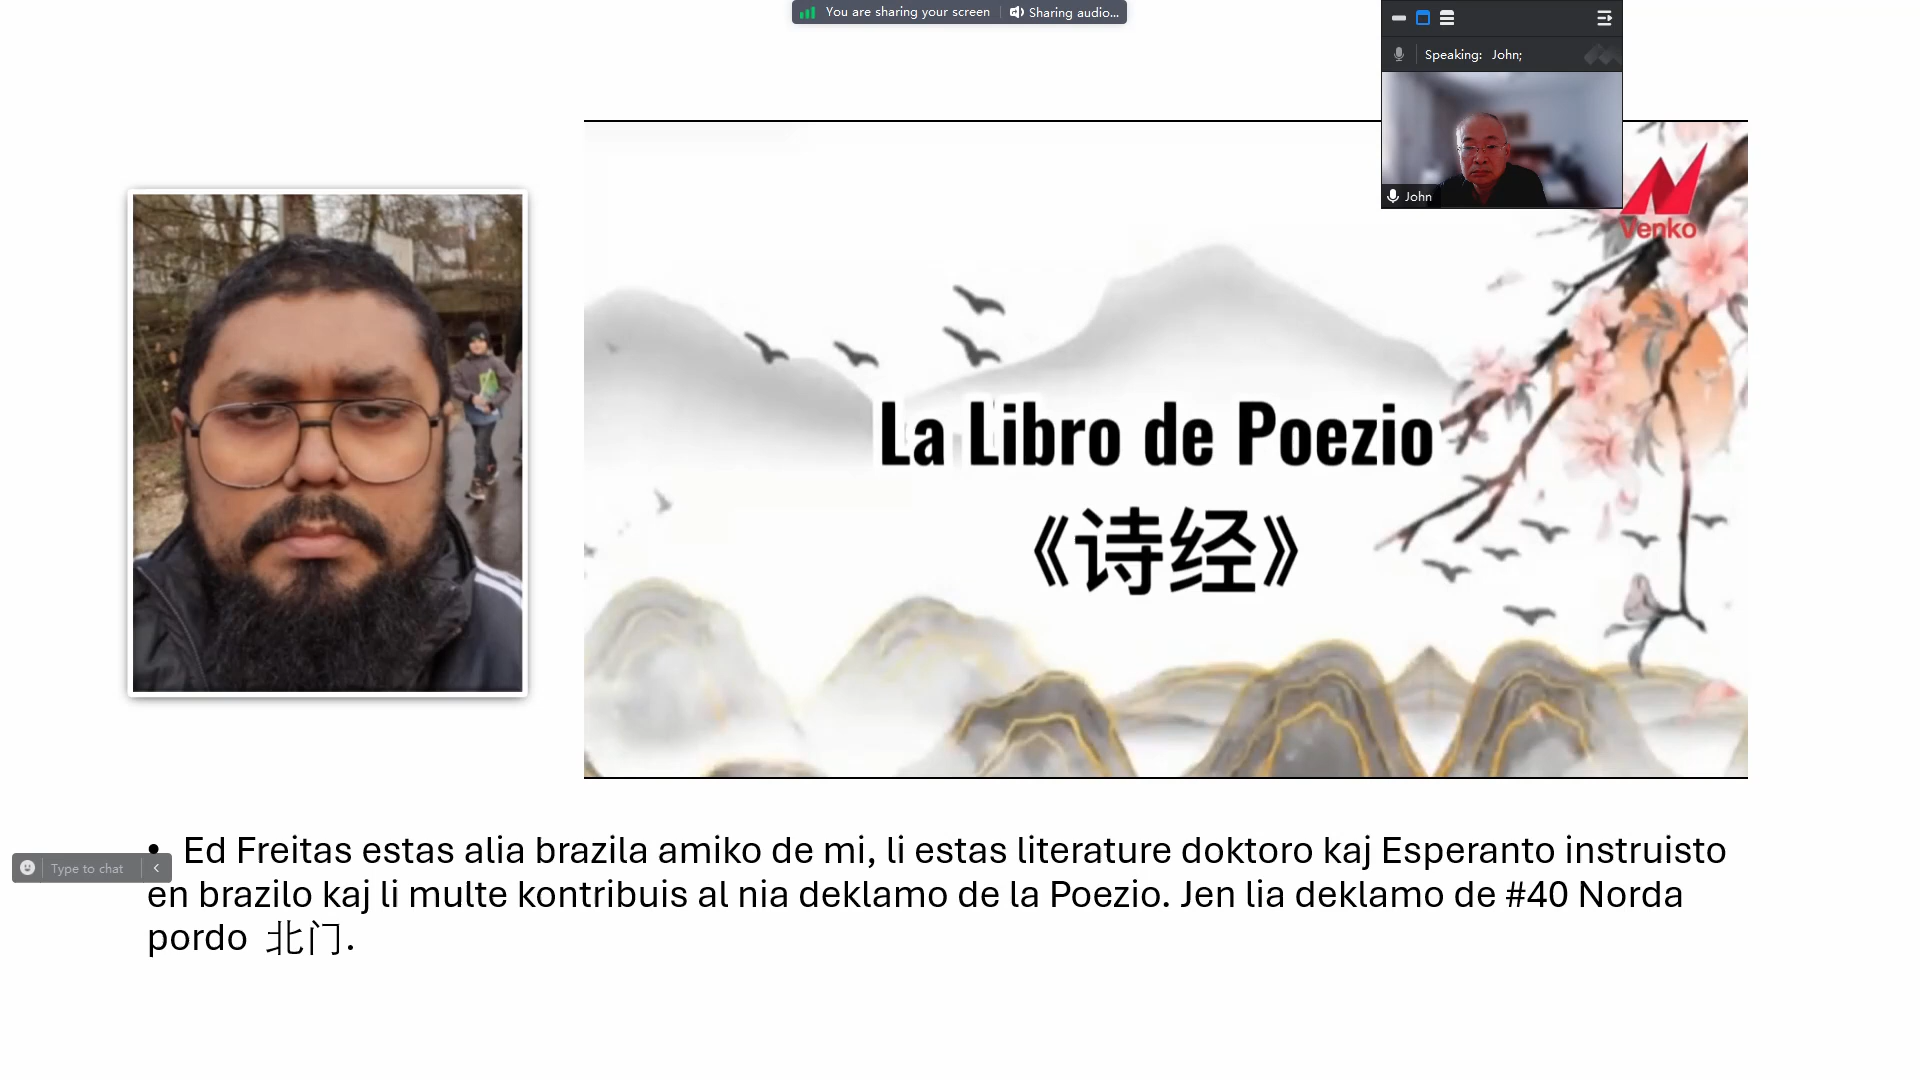 You are sharing your screen
Sharing audio...
Speaking: John;
John
Venko
La Libro de Poezio
《诗经》
• Ed Freitas estas alia brazila amiko de mi, li estas literature doktoro kaj Esperanto instruisto
Type to chat
en brazilo kaj li multe kontribuis al nia deklamo de la Poezio. Jen lia deklamo de #40 Norda
pordo 北门.